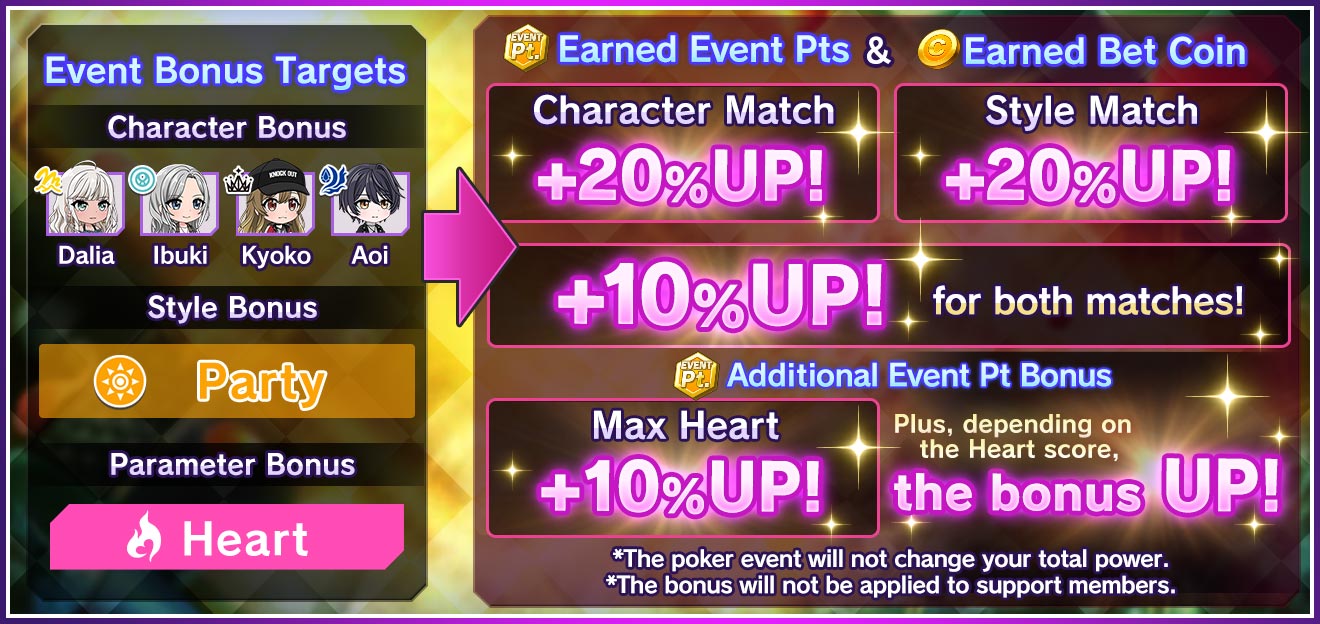 Event Bonus Targets
Character Bonus
KNOCK OUT
Dalia
Ibuki
Kyoko
Aoi
Style Bonus
Party
Parameter Bonus
Heart
EVENT Pt. Earned Event Pts & C Earned Bet Coin
Character Match
+20%UP!
Style Match
+20%UP!
+10%UP! for both matches!
EVENT Pt. Additional Event Pt Bonus
Max Heart
+10%UP!
Plus, depending on
the Heart score,
the bonus UP!
*The poker event will not change your total power.
*The bonus will not be applied to support members.